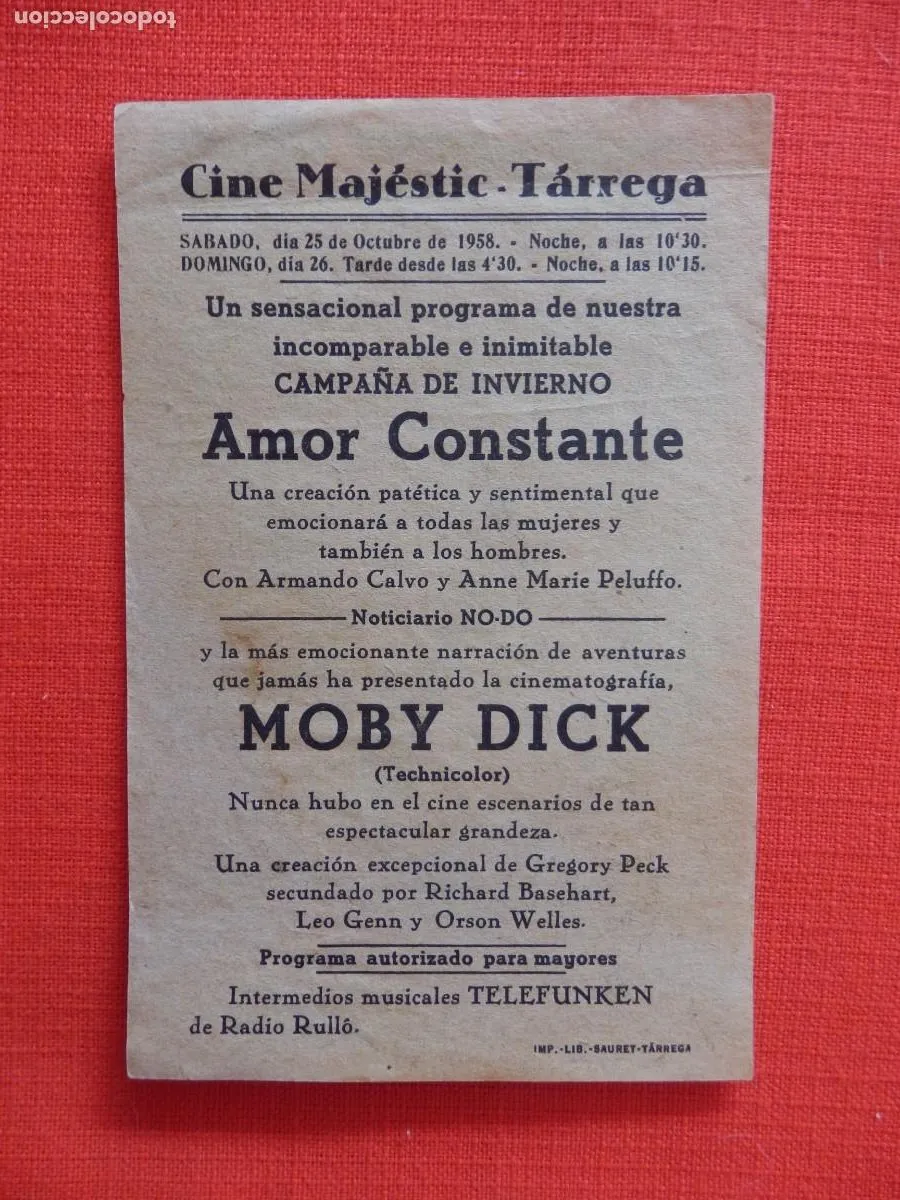 todocoleccion
Cine Majéstic - Tárrega
SABADO, dia 25 de Octubre de 1958. - Noche, a las 10'30.
DOMINGO, dia 26. Tarde desde las 4'30. - Noche, a las 10'15.
Un sensacional programa de nuestra
incomparable e inimitable
CAMPAÑA DE INVIERNO
Amor Constante
Una creación patética y sentimental que
emocionará a todas las mujeres y
también a los hombres.
Con Armando Calvo y Anne Marie Peluffo.
Noticiario NO-DO
y la más emocionante narración de aventuras
que jamás ha presentado la cinematografía,
MOBY DICK
(Technicolor)
Nunca hubo en el cine escenarios de tan
espectacular grandeza.
Una creación excepcional de Gregory Peck
secundado por Richard Basehart,
Leo Genn y Orson Welles.
Programa autorizado para mayores
Intermedios musicales TELEFUNKEN
de Radio Rulló.
IMP.-LIB.-SAURET-TÁRREGA